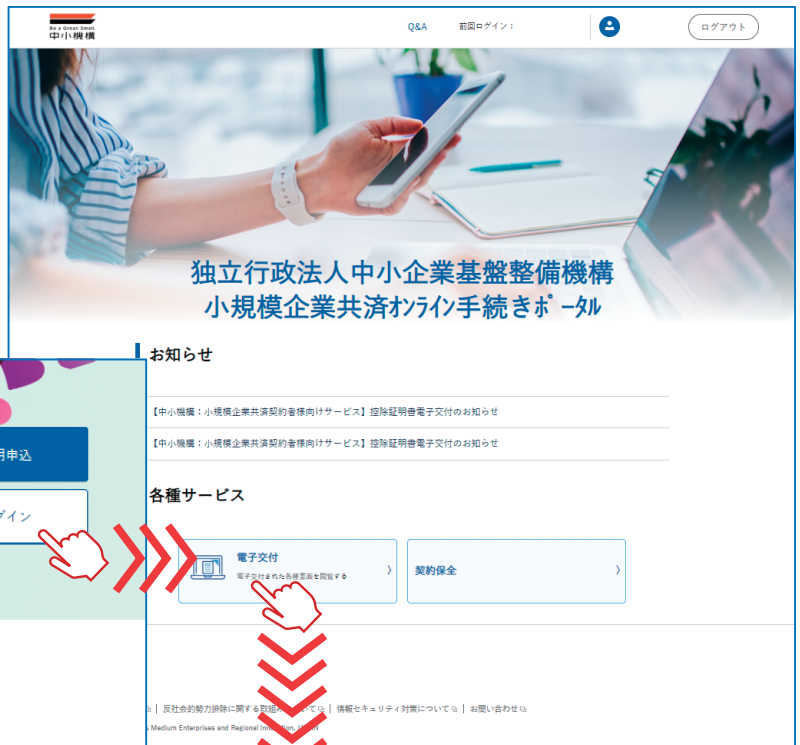 Be a Great Small.
中小機構
Q&A 前回ログイン： ログアウト
独立行政法人中小企業基盤整備機構
小規模企業共済ｵﾝﾗｲﾝ手続きﾎﾟｰﾀﾙ
お知らせ
【中小機構：小規模企業共済契約者様向けサービス】控除証明書電子交付のお知らせ
【中小機構：小規模企業共済契約者様向けサービス】控除証明書電子交付のお知らせ
用申込
グイン
各種サービス
電子交付
電子交付された各種書面を閲覧する
契約保全
反社会的勢力排除に関する取組 いて | 情報セキュリティ対策について | お問い合わせ
Medium Enterprises and Regional